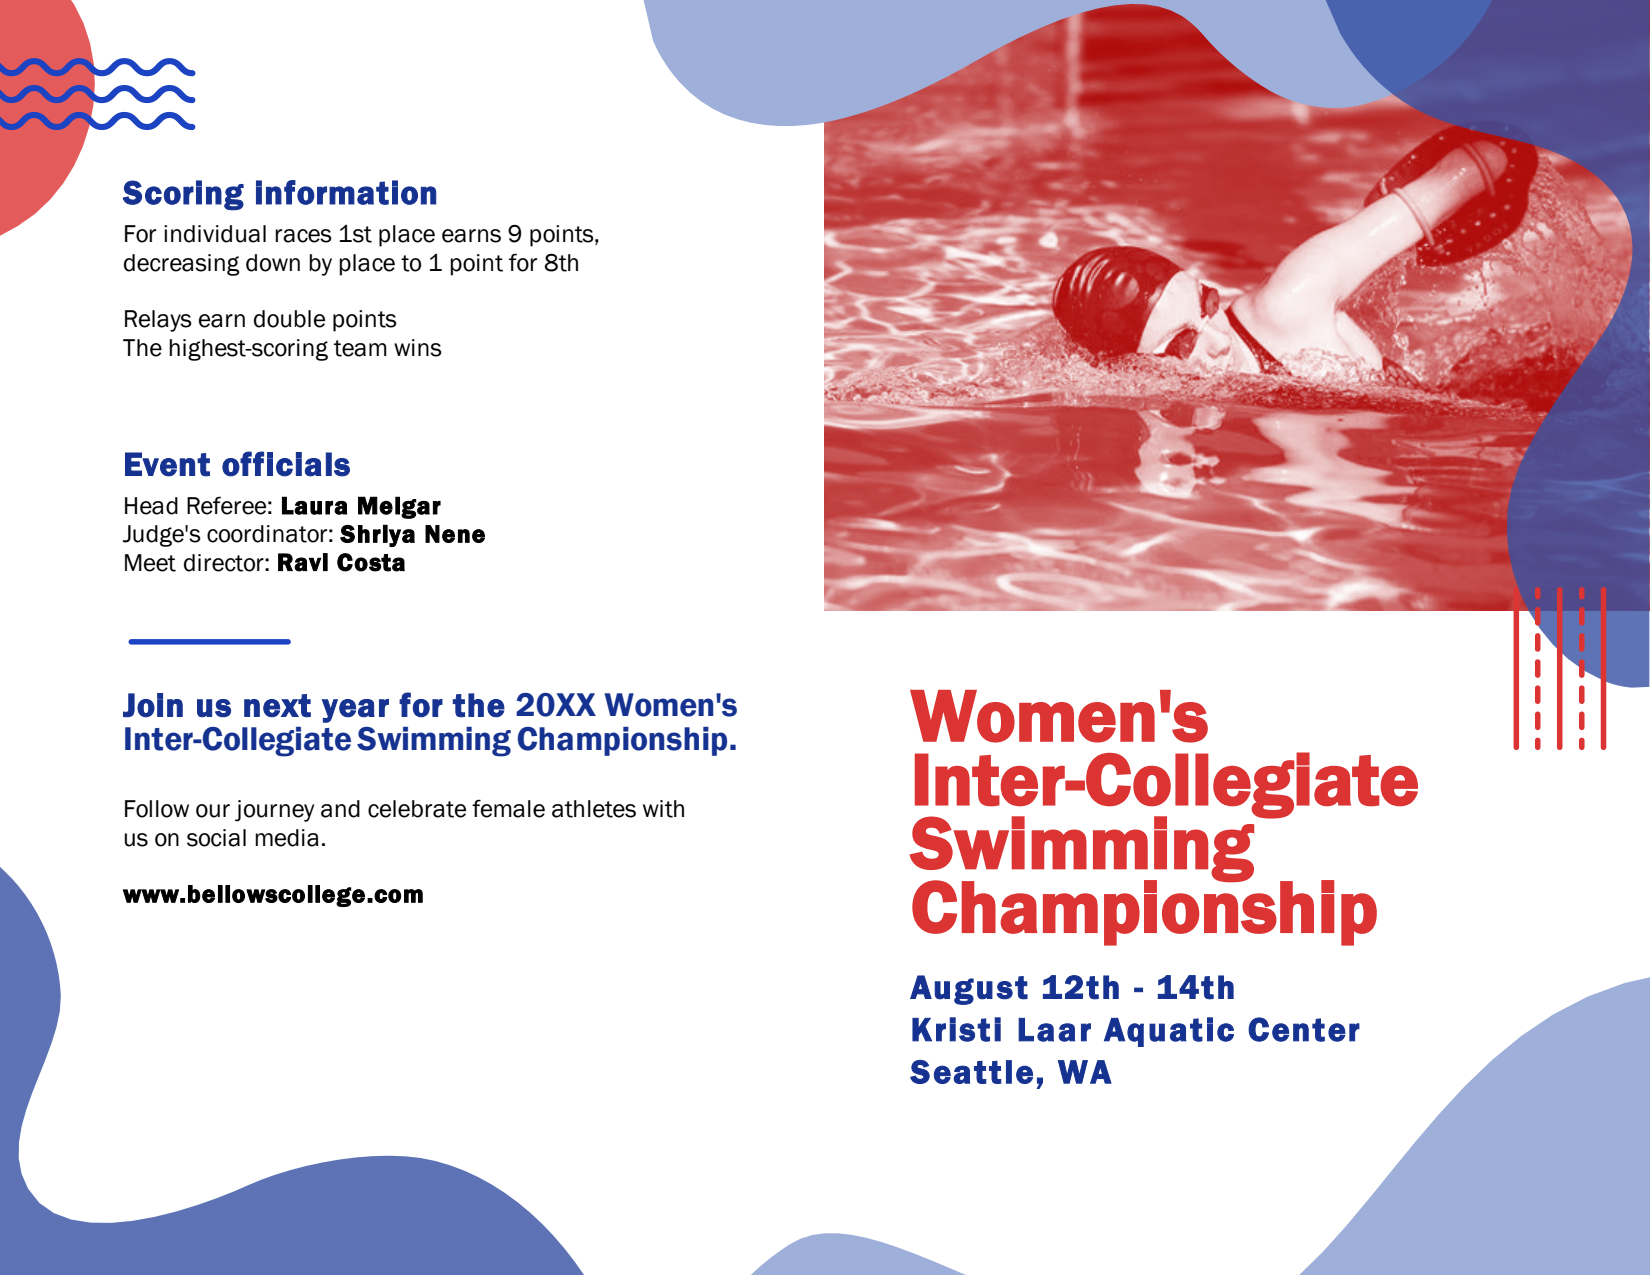 Scoring information
For individual races 1st place earns 9 points,
decreasing down by place to 1 point for 8th
Relays earn double points
The highest-scoring team wins
Event officials
Head Referee: Laura Melgar
Judge's coordinator: Shriya Nene
Meet director: Ravi Costa
Join us next year for the 20XX Women's
Inter-Collegiate Swimming Championship.
Follow our journey and celebrate female athletes with
us on social media.
www.bellowscollege.com
Women's
Inter-Collegiate
Swimming
Championship
August 12th - 14th
Kristi Laar Aquatic Center
Seattle, WA